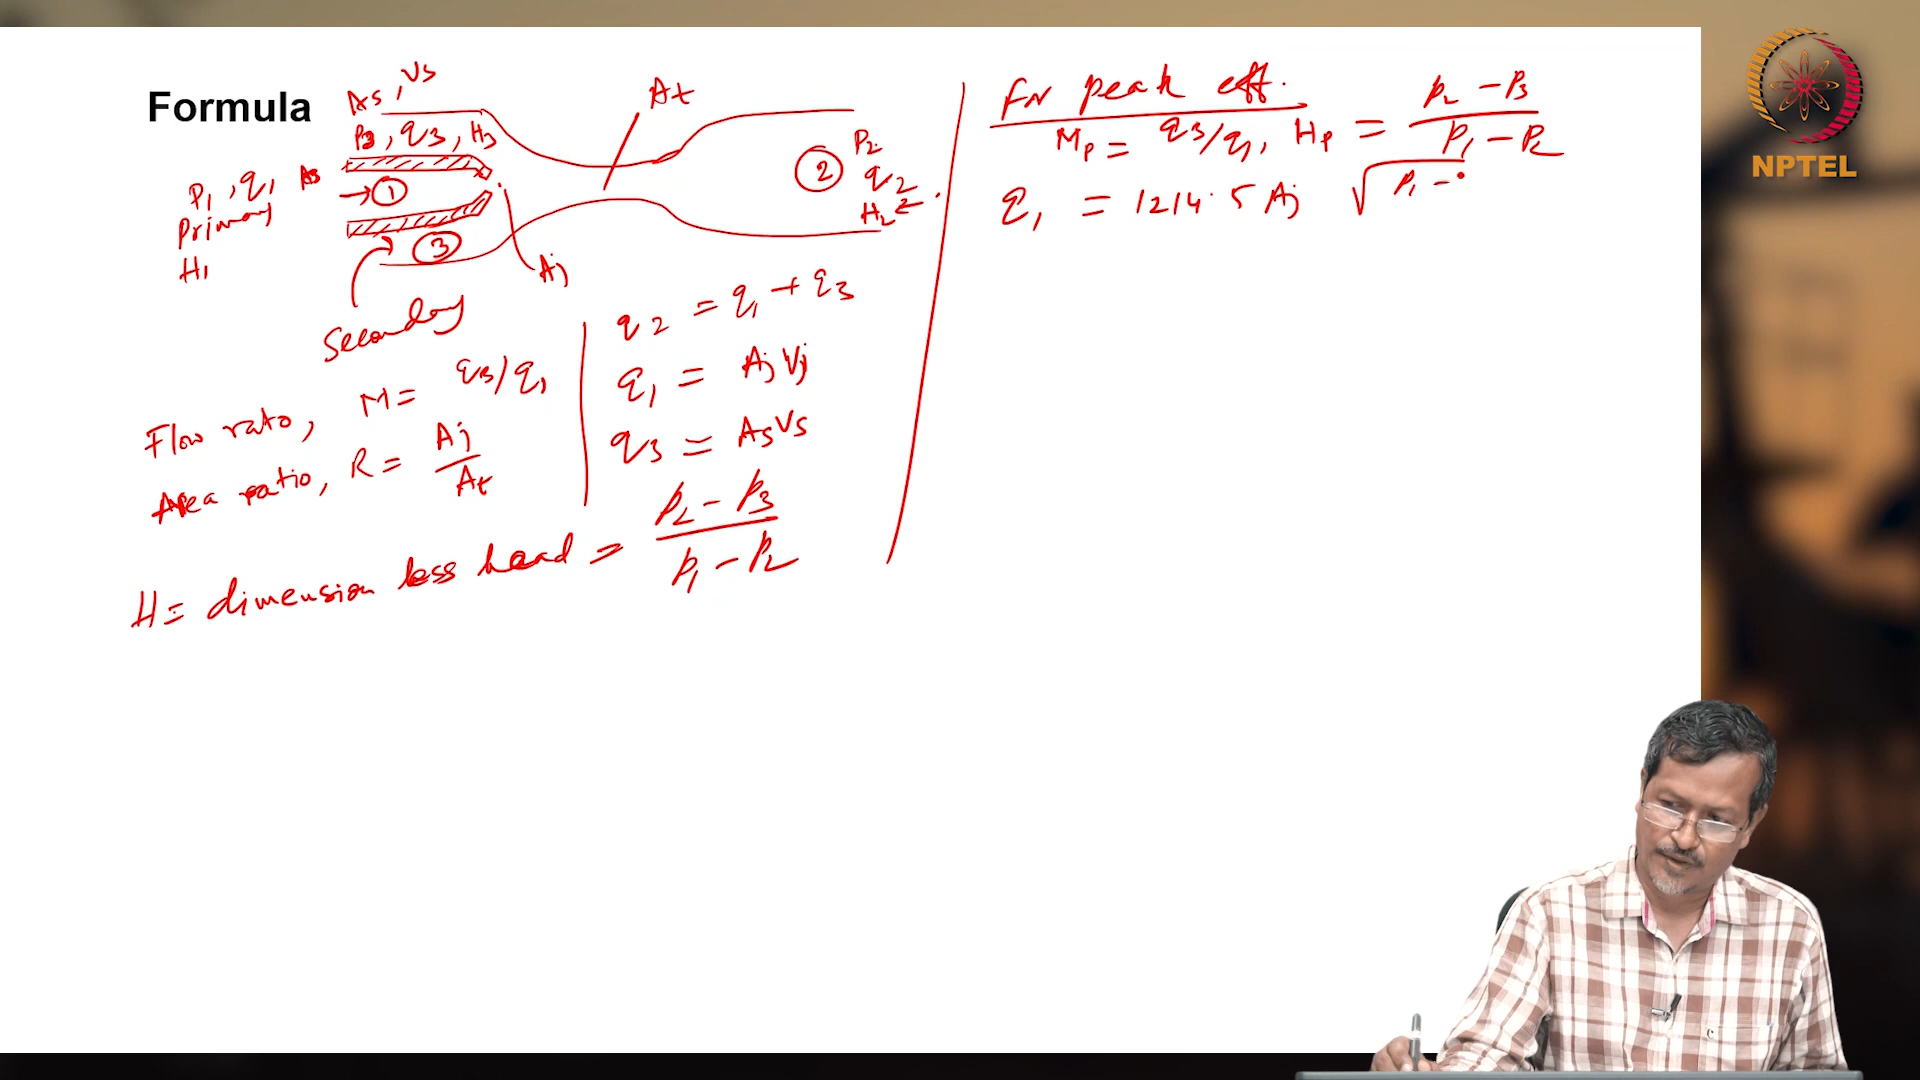 Formula
As, Vs
P3, q3, H3
At
P1, q1, As
Primary
H1
1
3
2
P2
q2
H2
Aj
Secondary
Flow rato, M = q3/q1
Area ratio, R = Aj/At
H = dimension less head = P2 - P3 / P1 - P2
q2 = q1 + q3
q1 = Aj Vj
q3 = As Vs
For peak eff.
Mp = q3/q1, Hp = P2 - P3 / P1 - P2
q1 = 1214.5 Aj √P1 -
NPTEL